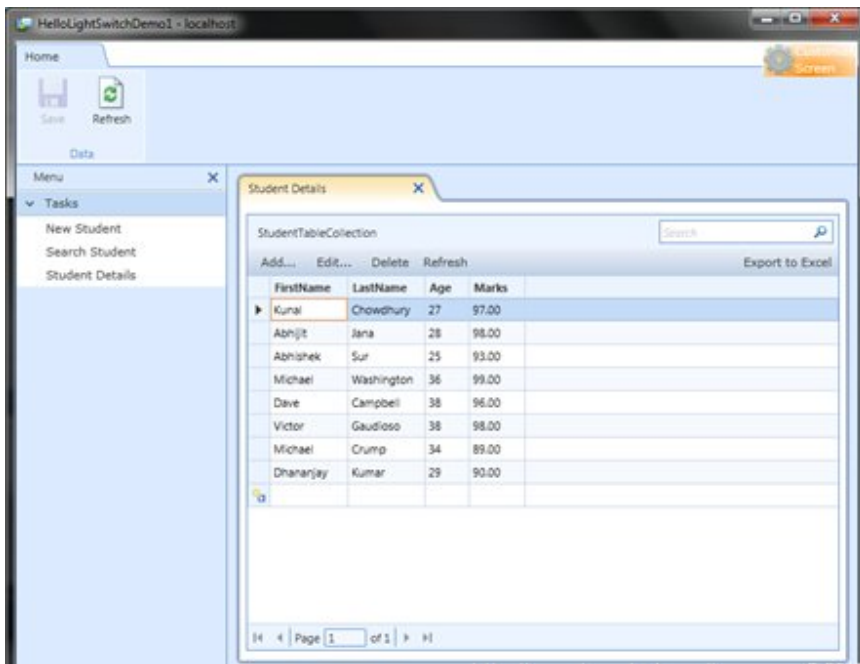 HelloLightSwitchDemo1 - localhost
Home
Screen
Save
Refresh
Data
Menu
Tasks
New Student
Search Student
Student Details
Student Details
StudentTableCollection
Search
Add... Edit... Delete Refresh Export to Excel
FirstName LastName Age Marks
Kunal Chowdhury 27 97.00
Abhijit Jana 28 98.00
Abhishek Sur 25 93.00
Michael Washington 36 99.00
Dave Campbell 38 96.00
Victor Gaudioso 38 98.00
Michael Crump 34 89.00
Dhananjay Kumar 29 90.00
Page 1 of 1